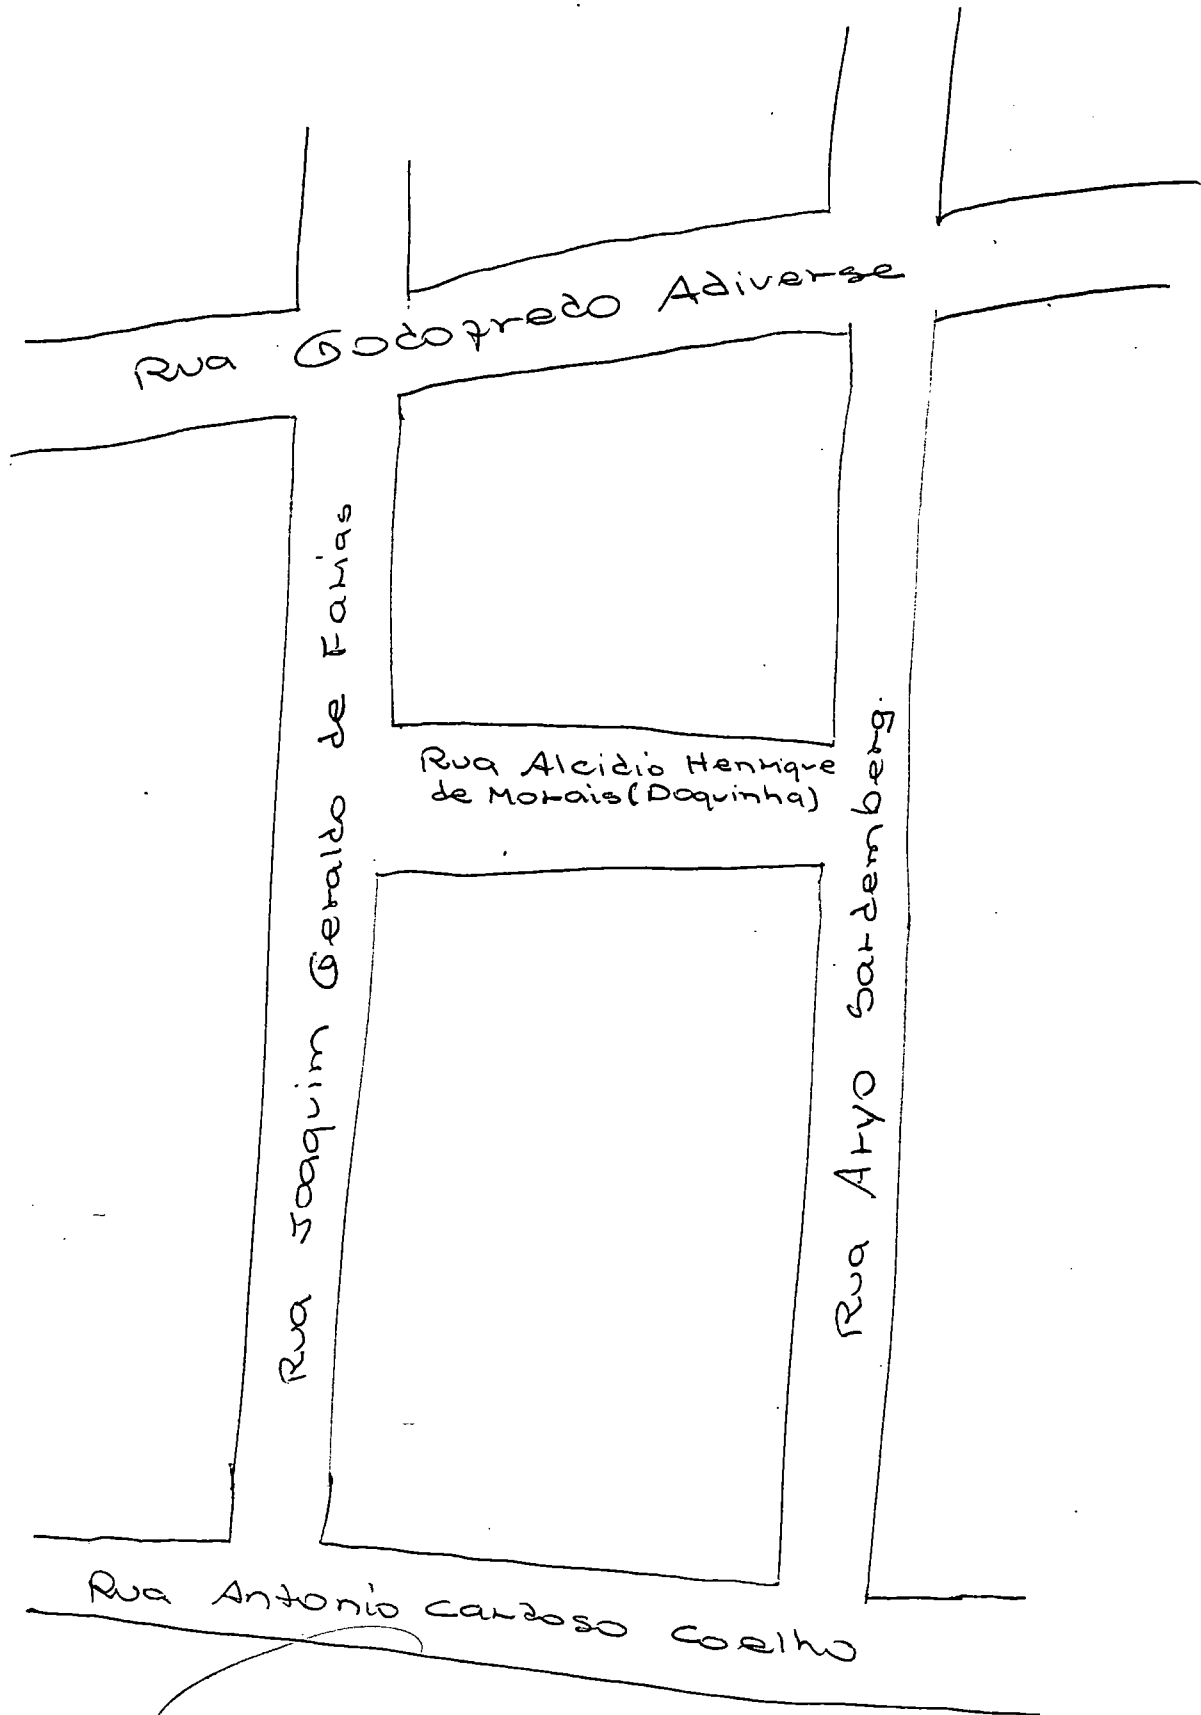 Rua Godofredo Adiverse
Rua Joaquim Geraldo de Farias
Rua Alcidio Henrique
de Morais (Doquinha)
Rua Aryo Sardemberg.
Rua Antonio Cardoso Coelho